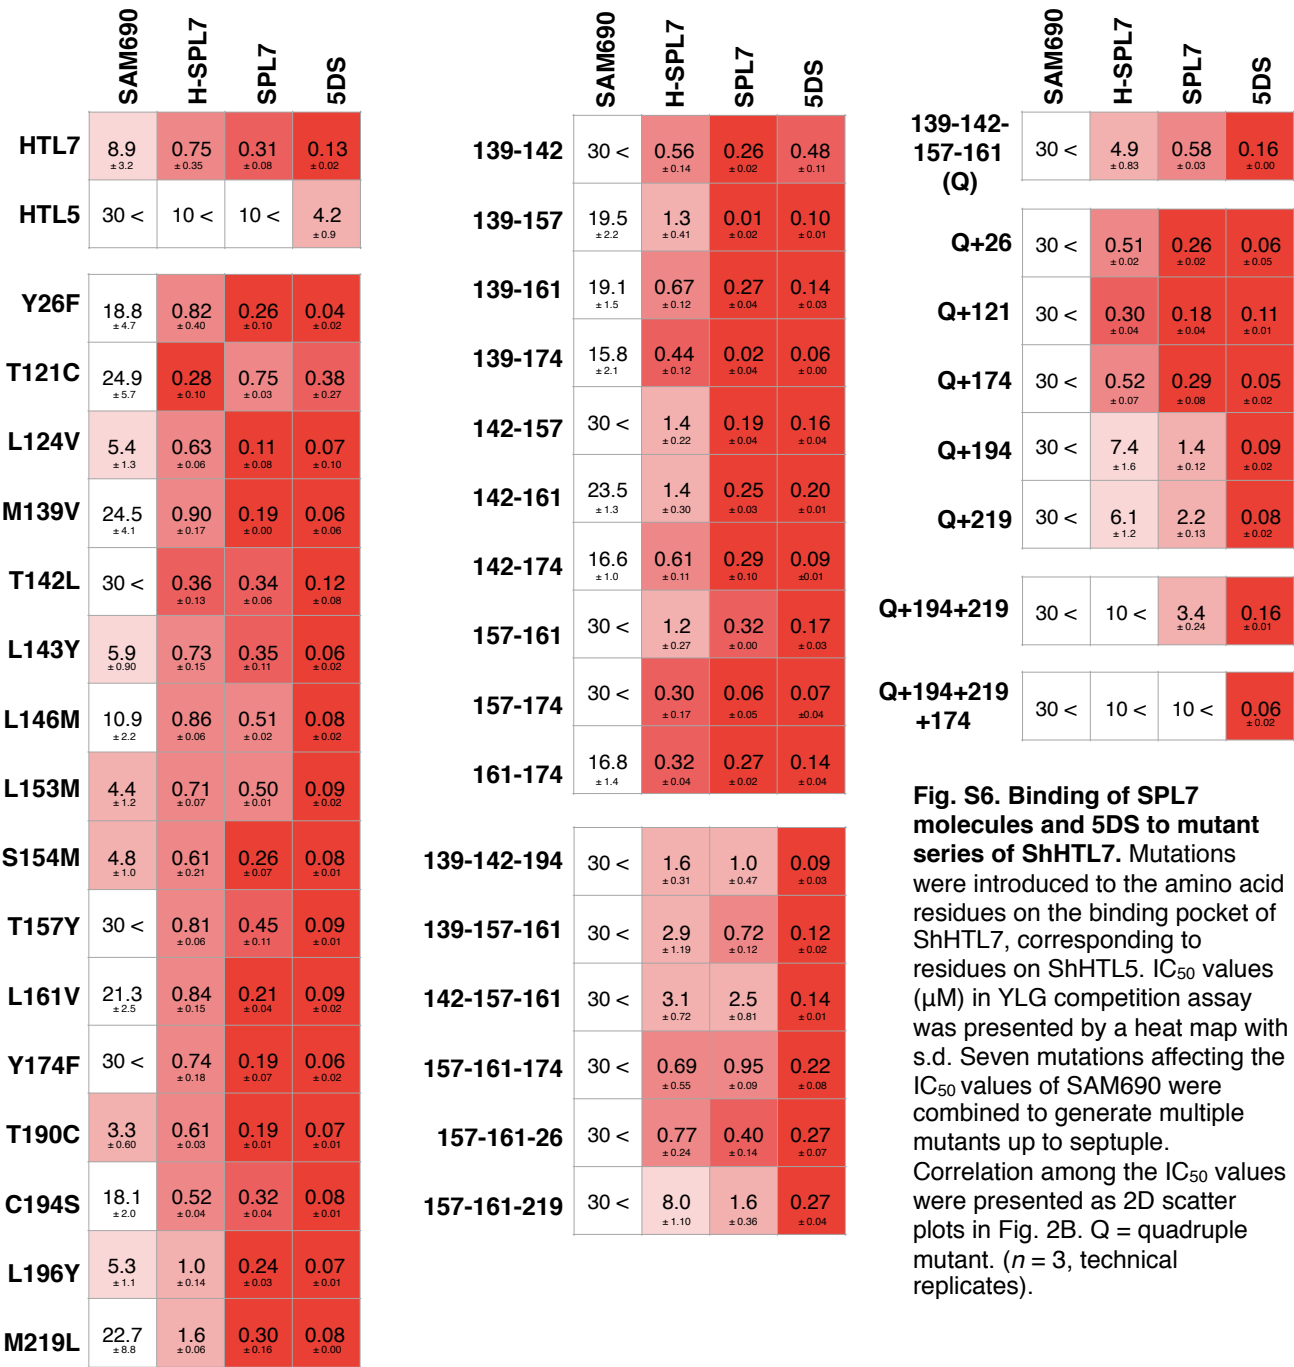 SAM690 H-SPL7 SPL7 5DS
HTL7 8.9 ± 3.2 0.75 ± 0.35 0.31 ± 0.08 0.13 ± 0.02
HTL5 30 < 10 < 10 < 4.2 ± 0.9
Y26F 18.8 ± 4.7 0.82 ± 0.40 0.26 ± 0.10 0.04 ± 0.02
T121C 24.9 ± 5.7 0.28 ± 0.10 0.75 ± 0.03 0.38 ± 0.27
L124V 5.4 ± 1.3 0.63 ± 0.06 0.11 ± 0.08 0.07 ± 0.10
M139V 24.5 ± 4.1 0.90 ± 0.17 0.19 ± 0.00 0.06 ± 0.06
T142L 30 < 0.36 ± 0.13 0.34 ± 0.06 0.12 ± 0.08
L143Y 5.9 ± 0.90 0.73 ± 0.15 0.35 ± 0.11 0.06 ± 0.02
L146M 10.9 ± 2.2 0.86 ± 0.06 0.51 ± 0.02 0.08 ± 0.02
L153M 4.4 ± 1.2 0.71 ± 0.07 0.50 ± 0.01 0.09 ± 0.02
S154M 4.8 ± 1.0 0.61 ± 0.21 0.26 ± 0.07 0.08 ± 0.01
T157Y 30 < 0.81 ± 0.06 0.45 ± 0.11 0.09 ± 0.01
L161V 21.3 ± 2.5 0.84 ± 0.15 0.21 ± 0.04 0.09 ± 0.02
Y174F 30 < 0.74 ± 0.18 0.19 ± 0.07 0.06 ± 0.02
T190C 3.3 ± 0.60 0.61 ± 0.03 0.19 ± 0.01 0.07 ± 0.01
C194S 18.1 ± 2.0 0.52 ± 0.04 0.32 ± 0.04 0.08 ± 0.01
L196Y 5.3 ± 1.1 1.0 ± 0.14 0.24 ± 0.03 0.07 ± 0.01
M219L 22.7 ± 8.8 1.6 ± 0.06 0.30 ± 0.16 0.08 ± 0.00
SAM690 H-SPL7 SPL7 5DS
139-142 30 < 0.56 ± 0.14 0.26 ± 0.02 0.48 ± 0.11
139-157 19.5 ± 2.2 1.3 ± 0.41 0.01 ± 0.02 0.10 ± 0.01
139-161 19.1 ± 1.5 0.67 ± 0.12 0.27 ± 0.04 0.14 ± 0.03
139-174 15.8 ± 2.1 0.44 ± 0.12 0.02 ± 0.04 0.06 ± 0.00
142-157 30 < 1.4 ± 0.22 0.19 ± 0.04 0.16 ± 0.04
142-161 23.5 ± 1.3 1.4 ± 0.30 0.25 ± 0.03 0.20 ± 0.01
142-174 16.6 ± 1.0 0.61 ± 0.11 0.29 ± 0.10 0.09 ±0.01
157-161 30 < 1.2 ± 0.27 0.32 ± 0.00 0.17 ± 0.03
157-174 30 < 0.30 ± 0.17 0.06 ± 0.05 0.07 ±0.04
161-174 16.8 ± 1.4 0.32 ± 0.04 0.27 ± 0.02 0.14 ± 0.04
139-142-194 30 < 1.6 ± 0.31 1.0 ± 0.47 0.09 ± 0.03
139-157-161 30 < 2.9 ± 1.19 0.72 ± 0.12 0.12 ± 0.02
142-157-161 30 < 3.1 ± 0.72 2.5 ± 0.81 0.14 ± 0.01
157-161-174 30 < 0.69 ± 0.55 0.95 ± 0.09 0.22 ± 0.08
157-161-26 30 < 0.77 ± 0.24 0.40 ± 0.14 0.27 ± 0.07
157-161-219 30 < 8.0 ± 1.10 1.6 ± 0.36 0.27 ± 0.04
SAM690 H-SPL7 SPL7 5DS
139-142-
157-161 30 < 4.9 ± 0.83 0.58 ± 0.03 0.16 ± 0.00
(Q)
Q+26 30 < 0.51 ± 0.02 0.26 ± 0.02 0.06 ± 0.05
Q+121 30 < 0.30 ± 0.04 0.18 ± 0.04 0.11 ± 0.01
Q+174 30 < 0.52 ± 0.07 0.29 ± 0.08 0.05 ± 0.02
Q+194 30 < 7.4 ± 1.6 1.4 ± 0.12 0.09 ± 0.02
Q+219 30 < 6.1 ± 1.2 2.2 ± 0.13 0.08 ± 0.02
Q+194+219 30 < 10 < 3.4 ± 0.24 0.16 ± 0.01
Q+194+219
+174 30 < 10 < 10 < 0.06 ± 0.02
Fig. S6. Binding of SPL7
molecules and 5DS to mutant
series of ShHTL7. Mutations
were introduced to the amino acid
residues on the binding pocket of
ShHTL7, corresponding to
residues on ShHTL5. IC50 values
(µM) in YLG competition assay
was presented by a heat map with
s.d. Seven mutations affecting the
IC50 values of SAM690 were
combined to generate multiple
mutants up to septuple.
Correlation among the IC50 values
were presented as 2D scatter
plots in Fig. 2B. Q = quadruple
mutant. (n = 3, technical
replicates).